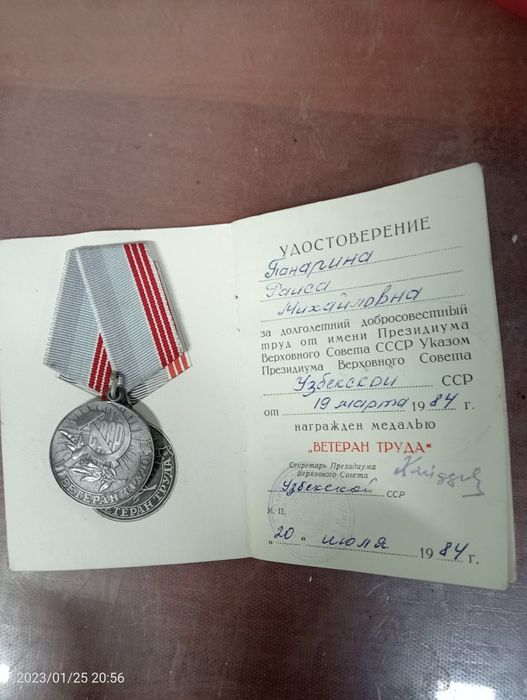 УДОСТОВЕРЕНИЕ
Панарина
Раиса
Михайловна
за долголетний добросовестный
труд от имени Президиума
Верховного Совета СССР Указом
Президиума Верховного Совета
Узбекской ССР
от 19 марта 1984 г.
награжден медалью
„ВЕТЕРАН ТРУДА“
Секретарь Президиума
Верховного Совета
Узбекской ССР
М. П.
„20“ июля 1984 г.
ВЕТЕРАН ТРУДА
ВЕТЕРАН ТРУДА
2023/01/25 20:56